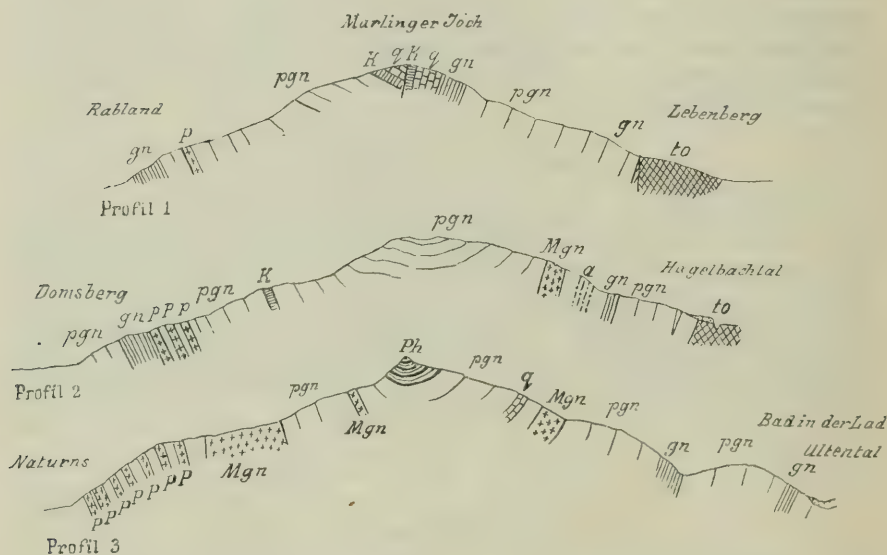 Marlinger Joch
K q K q gn
pgn
pgn
Rabland
P
gn
gn
Lebenberg
to
Profil 1
pgn
Mgn
a
gn
Hagelbachtal
pgn
to
K
pgn
Domsberg
gn P P P
pgn
Profil 2
Ph
pgn
pgn
q
Mgn
pgn
Mgn
Bad in der Lad
Ultental
pgn
gn
gn
Naturns
Mgn
P P P P P P P
Profil 3